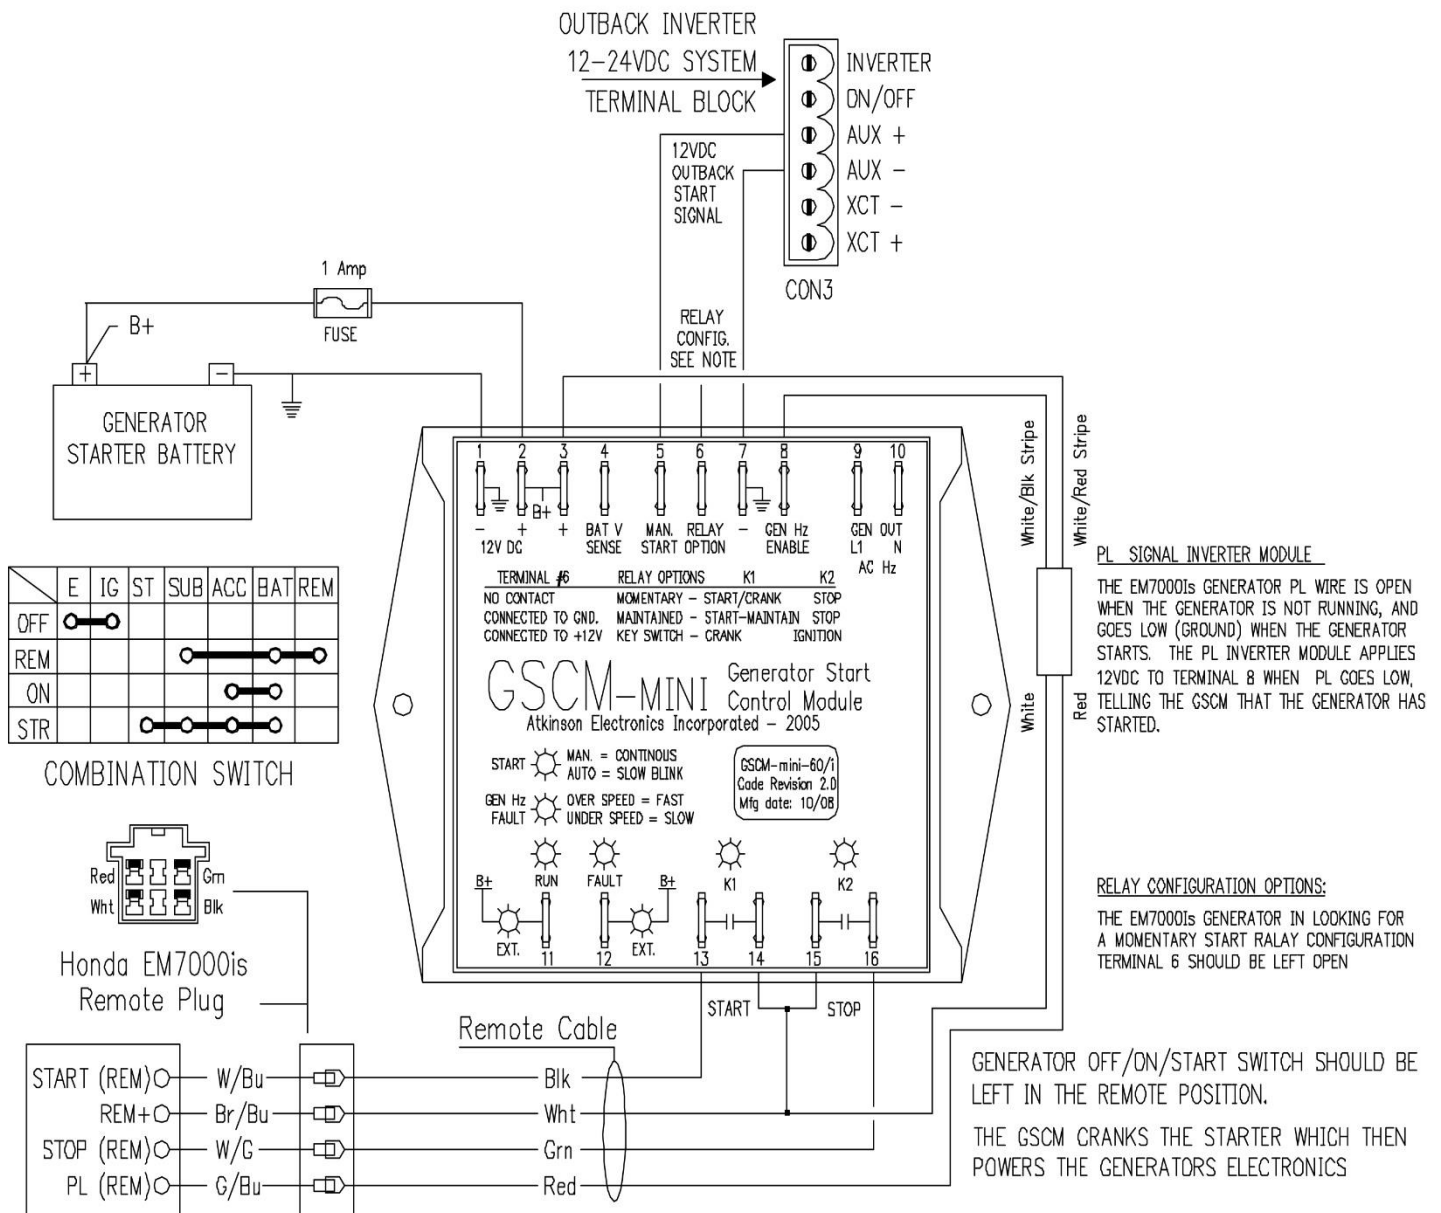 OUTBACK INVERTER
12-24VDC SYSTEM
TERMINAL BLOCK
INVERTER
ON/OFF
AUX +
AUX -
XCT -
XCT +
CON3
12VDC
OUTBACK
START
SIGNAL
1 Amp
FUSE
B+
+
-
GENERATOR
STARTER BATTERY
RELAY
CONFIG.
SEE NOTE
1 2 3 4 5 6 7 8 9 10
B+
- + + BAT V MAN. RELAY - GEN Hz GEN OUT
12V DC SENSE START OPTION ENABLE L1 N
AC Hz
TERMINAL #6 RELAY OPTIONS K1 K2
NO CONTACT MOMENTARY - START/CRANK STOP
CONNECTED TO GND. MAINTAINED - START-MAINTAIN STOP
CONNECTED TO +12V KEY SWITCH - CRANK IGNITION
GSCM-MINI Generator Start
Control Module
Atkinson Electronics Incorporated - 2005
START MAN. = CONTINOUS
AUTO = SLOW BLINK
GEN Hz OVER SPEED = FAST
FAULT UNDER SPEED = SLOW
GSCM-mini-60/i
Code Revision 2.0
Mfg date: 10/08
B+ RUN FAULT B+ K1 K2
EXT. EXT.
11 12 13 14 15 16
START STOP
E IG ST SUB ACC BAT REM
OFF
REM
ON
STR
COMBINATION SWITCH
Red Grn
Wht Blk
Honda EM7000is
Remote Plug
Remote Cable
START (REM) W/Bu Blk
REM+ Br/Bu Wht
STOP (REM) W/G Grn
PL (REM) G/Bu Red
White/Blk Stripe
White/Red Stripe
White
Red
PL SIGNAL INVERTER MODULE
THE EM7000Is GENERATOR PL WIRE IS OPEN
WHEN THE GENERATOR IS NOT RUNNING, AND
GOES LOW (GROUND) WHEN THE GENERATOR
STARTS. THE PL INVERTER MODULE APPLIES
12VDC TO TERMINAL 8 WHEN PL GOES LOW,
TELLING THE GSCM THAT THE GENERATOR HAS
STARTED.
RELAY CONFIGURATION OPTIONS:
THE EM7000Is GENERATOR IN LOOKING FOR
A MOMENTARY START RALAY CONFIGURATION
TERMINAL 6 SHOULD BE LEFT OPEN
GENERATOR OFF/ON/START SWITCH SHOULD BE
LEFT IN THE REMOTE POSITION.
THE GSCM CRANKS THE STARTER WHICH THEN
POWERS THE GENERATORS ELECTRONICS